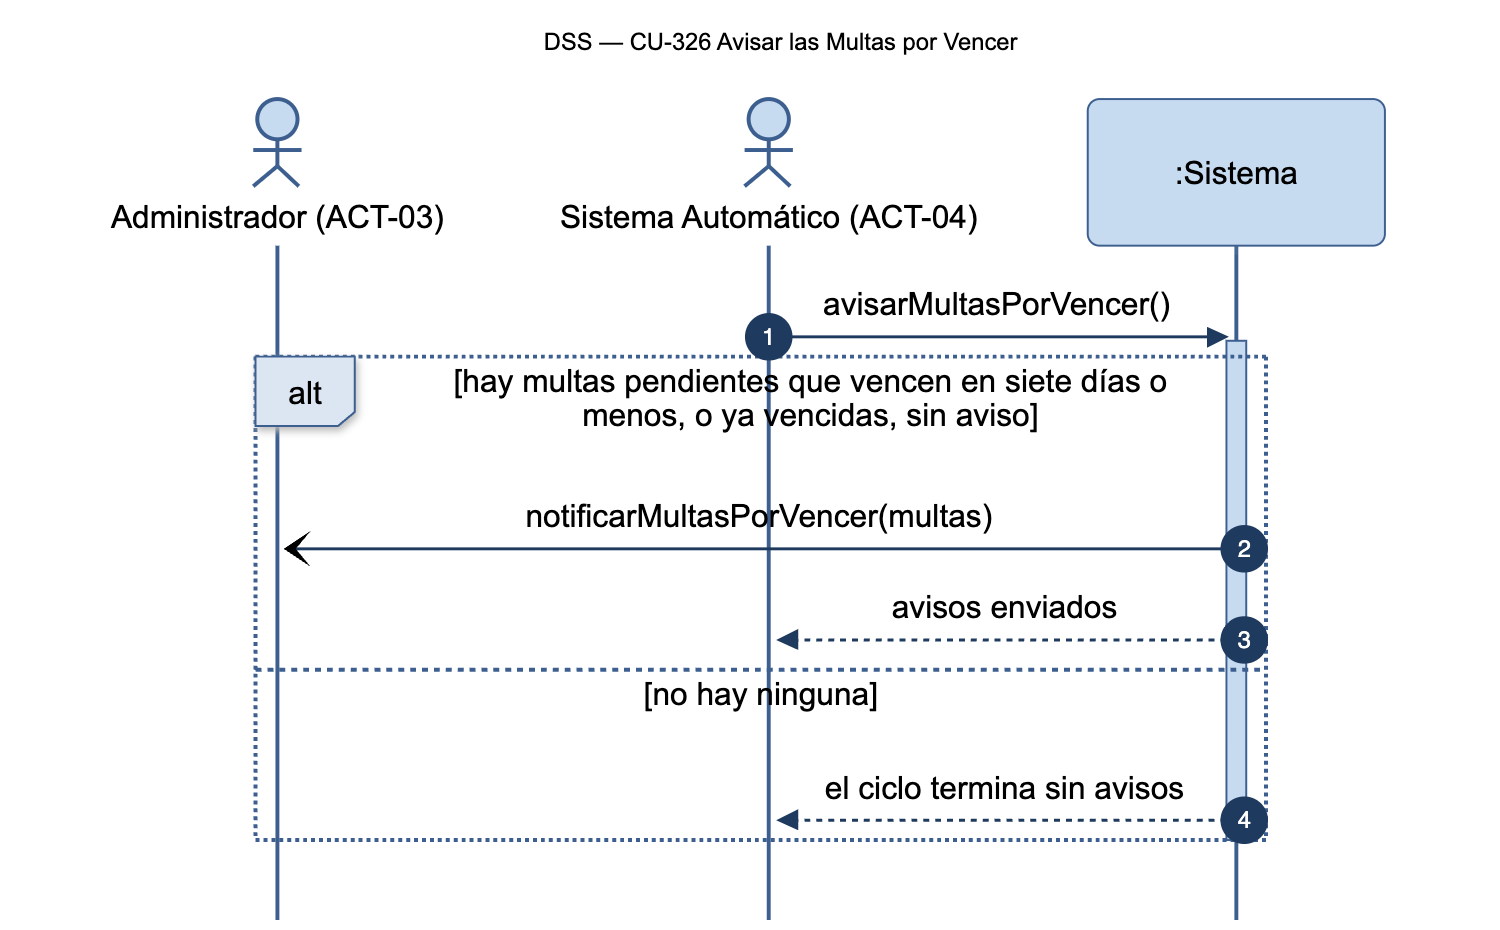 DSS — CU-326 Avisar las Multas por Vencer
Administrador (ACT-03)
Sistema Automático (ACT-04)
:Sistema
avisarMultasPorVencer()
1
alt
[hay multas pendientes que vencen en siete días o
menos, o ya vencidas, sin aviso]
notificarMultasPorVencer(multas)
2
avisos enviados
3
[no hay ninguna]
el ciclo termina sin avisos
4